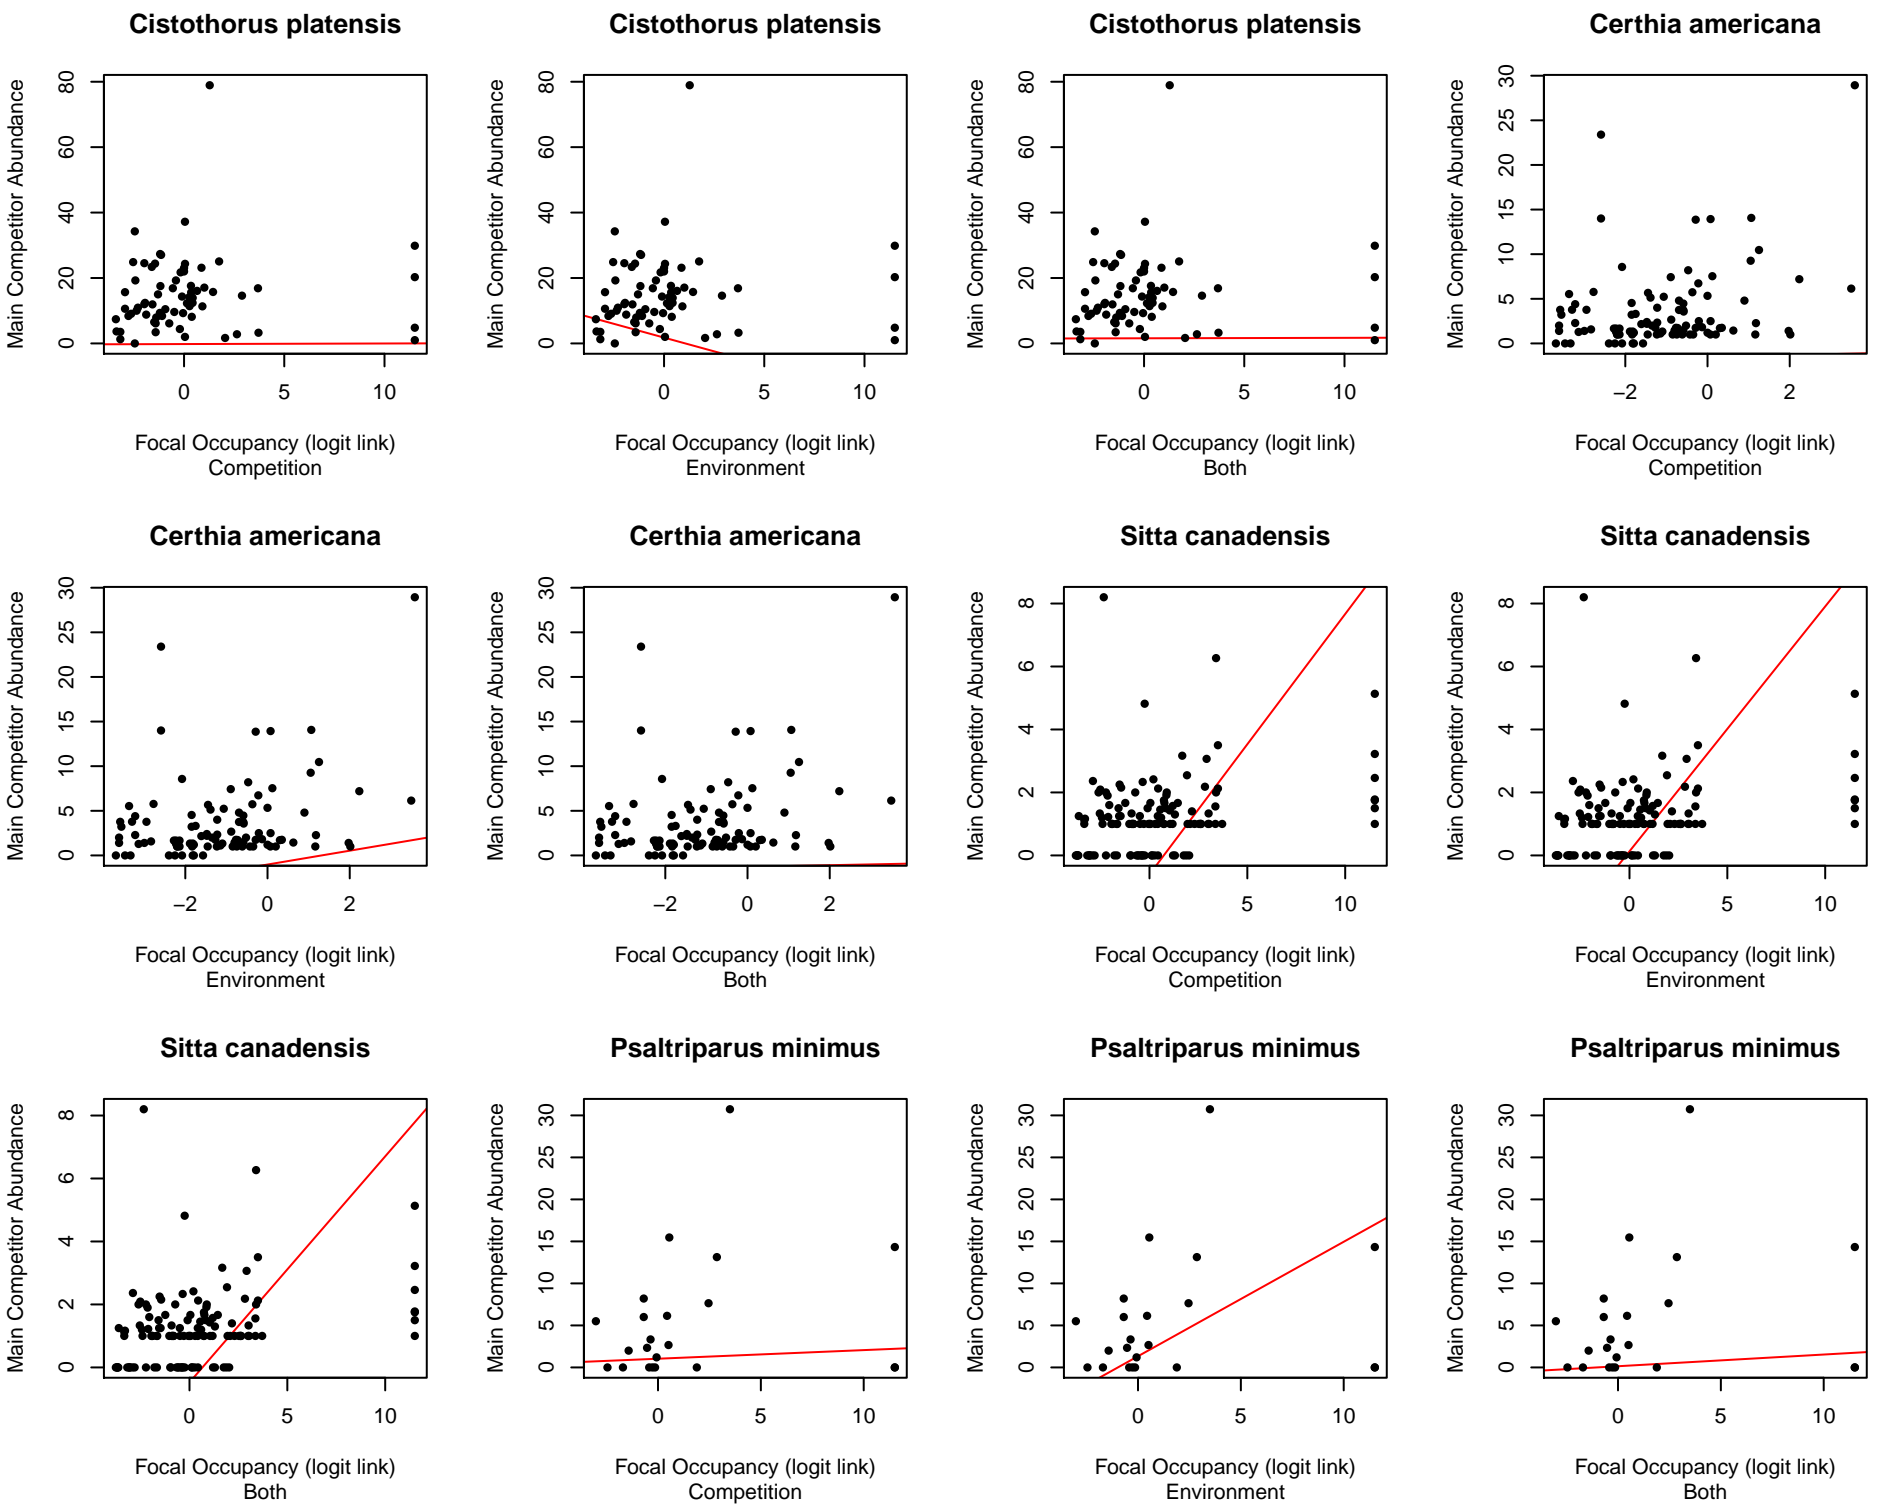 Cistothorus platensis
Cistothorus platensis
Cistothorus platensis
Certhia americana
Main Competitor Abundance
0 20 40 60 80
0 5 10
Focal Occupancy (logit link)
Competition
Main Competitor Abundance
0 20 40 60 80
0 5 10
Focal Occupancy (logit link)
Environment
Main Competitor Abundance
0 20 40 60 80
0 5 10
Focal Occupancy (logit link)
Both
Main Competitor Abundance
0 5 10 15 20 25 30
−2 0 2
Focal Occupancy (logit link)
Competition
Certhia americana
Certhia americana
Sitta canadensis
Sitta canadensis
Main Competitor Abundance
0 5 10 15 20 25 30
−2 0 2
Focal Occupancy (logit link)
Environment
Main Competitor Abundance
0 5 10 15 20 25 30
−2 0 2
Focal Occupancy (logit link)
Both
Main Competitor Abundance
0 2 4 6 8
0 5 10
Focal Occupancy (logit link)
Competition
Main Competitor Abundance
0 2 4 6 8
0 5 10
Focal Occupancy (logit link)
Environment
Sitta canadensis
Psaltriparus minimus
Psaltriparus minimus
Psaltriparus minimus
Main Competitor Abundance
0 2 4 6 8
0 5 10
Focal Occupancy (logit link)
Both
Main Competitor Abundance
0 5 10 15 20 25 30
0 5 10
Focal Occupancy (logit link)
Competition
Main Competitor Abundance
0 5 10 15 20 25 30
0 5 10
Focal Occupancy (logit link)
Environment
Main Competitor Abundance
0 5 10 15 20 25 30
0 5 10
Focal Occupancy (logit link)
Both